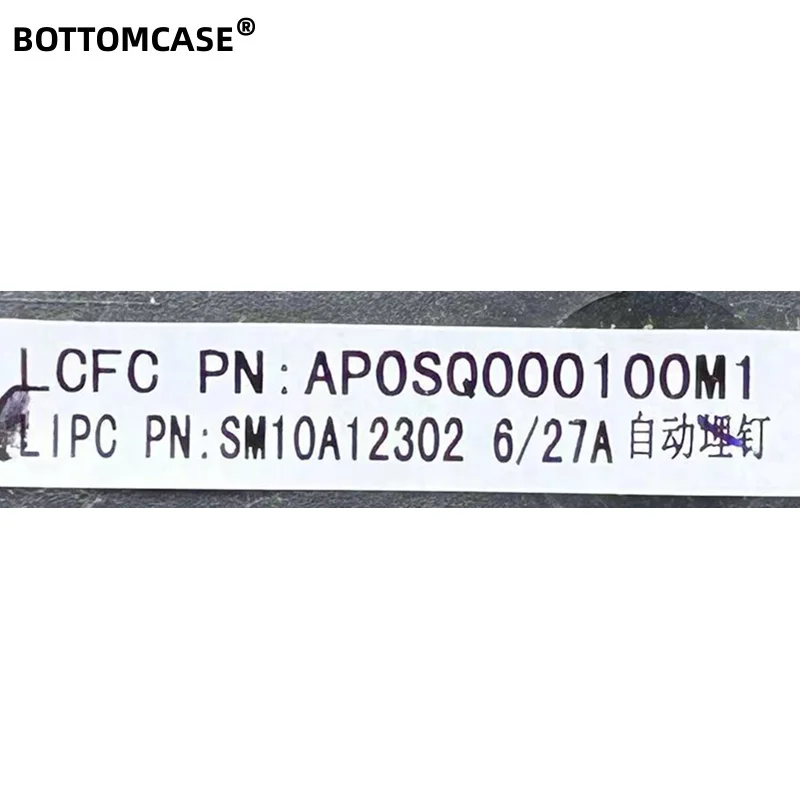 BOTTOMCASE®
LCFC PN:AP0SQ000100M1
LIPC PN:SM10A12302 6/27A 自动埋钉